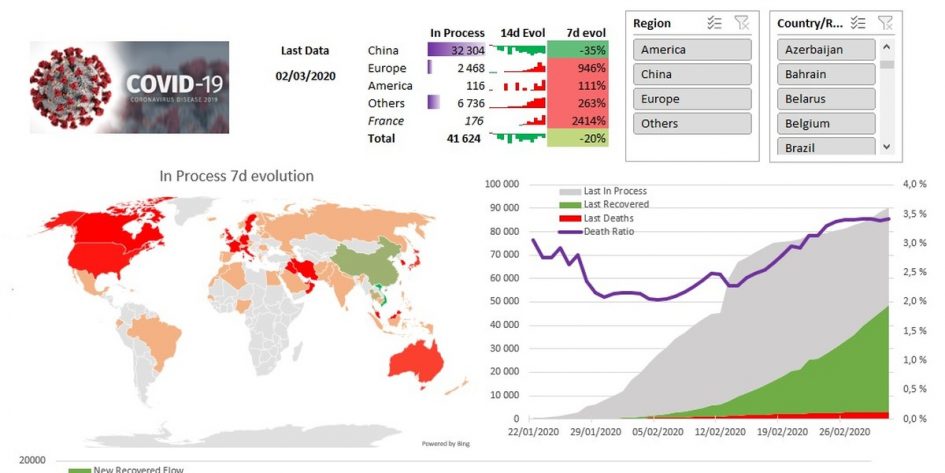 COVID-19
CORONAVIRUS DISEASE 2019
Last Data
02/03/2020
In Process 14d Evol 7d evol
China 32 304 -35%
Europe 2 468 946%
America 116 111%
Others 6 736 263%
France 176 2414%
Total 41 624 -20%
Region
America
China
Europe
Others
Country/R...
Azerbaijan
Bahrain
Belarus
Belgium
Brazil
In Process 7d evolution
Powered by Bing
Last In Process
Last Recovered
Last Deaths
Death Ratio
100 000
90 000
80 000
70 000
60 000
50 000
40 000
30 000
20 000
10 000
0
4,0 %
3,5 %
3,0 %
2,5 %
2,0 %
1,5 %
1,0 %
0,5 %
0,0 %
22/01/2020 29/01/2020 05/02/2020 12/02/2020 19/02/2020 26/02/2020
20000
New Recovered Flow